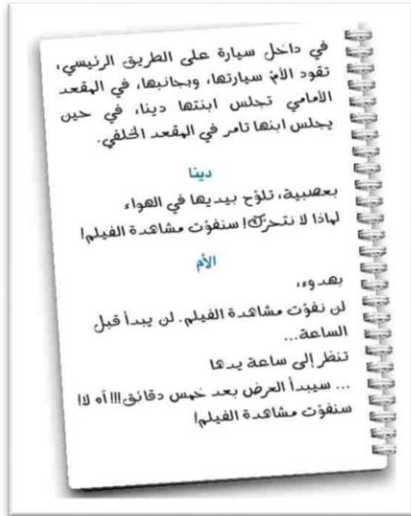 في داخل سيارة على الطريق الرئيسي،
تقود الأمّ سيارتها، وبجانبها، في المقعد
الأمامي تجلس ابنتها دينا، في حين
يجلس ابنها تامر في المقعد الخلفي.
دينا
بعصبية، تلوّح بيديها في الهواء
لماذا لا نتحرّك! سنفوّت مشاهدة الفيلم!
الأم
بهدوء،
لن نفوّت مشاهدة الفيلم. لن يبدأ قبل
الساعة...
تنظر إلى ساعة يدها
... سيبدأ العرض بعد خمس دقائق!!! آه لا!
سنفوّت مشاهدة الفيلم!